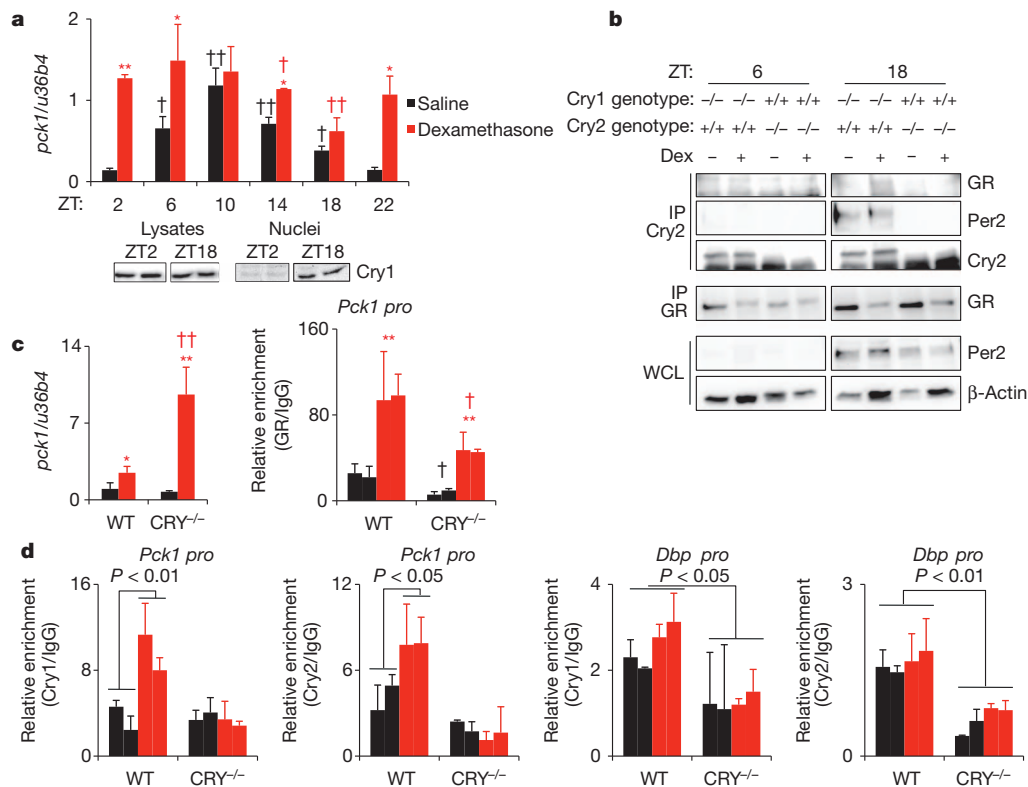 a
pck1/u36b4
2
1
0
** * †† † †† † * †† † *
Saline
Dexamethasone
ZT: 2 6 10 14 18 22
Lysates Nuclei
ZT2 ZT18 ZT2 ZT18
Cry1
b
ZT: 6 18
Cry1 genotype: –/– –/– +/+ +/+ –/– –/– +/+ +/+
Cry2 genotype: +/+ +/+ –/– –/– +/+ +/+ –/– –/–
Dex – + – + – + – +
IP Cry2
GR
Per2
Cry2
IP GR
GR
WCL
Per2
β-Actin
c
pck1/u36b4
14
7
0
* †† **
WT CRY–/–
Pck1 pro
Relative enrichment
(GR/IgG)
160
80
0
** † † **
WT CRY–/–
d
Pck1 pro
P < 0.01
Relative enrichment
(Cry1/IgG)
16
8
0
WT CRY–/–
Pck1 pro
P < 0.05
Relative enrichment
(Cry2/IgG)
12
6
0
WT CRY–/–
Dbp pro
P < 0.05
Relative enrichment
(Cry1/IgG)
4
2
0
WT CRY–/–
Dbp pro
P < 0.01
Relative enrichment
(Cry2/IgG)
3
0
WT CRY–/–